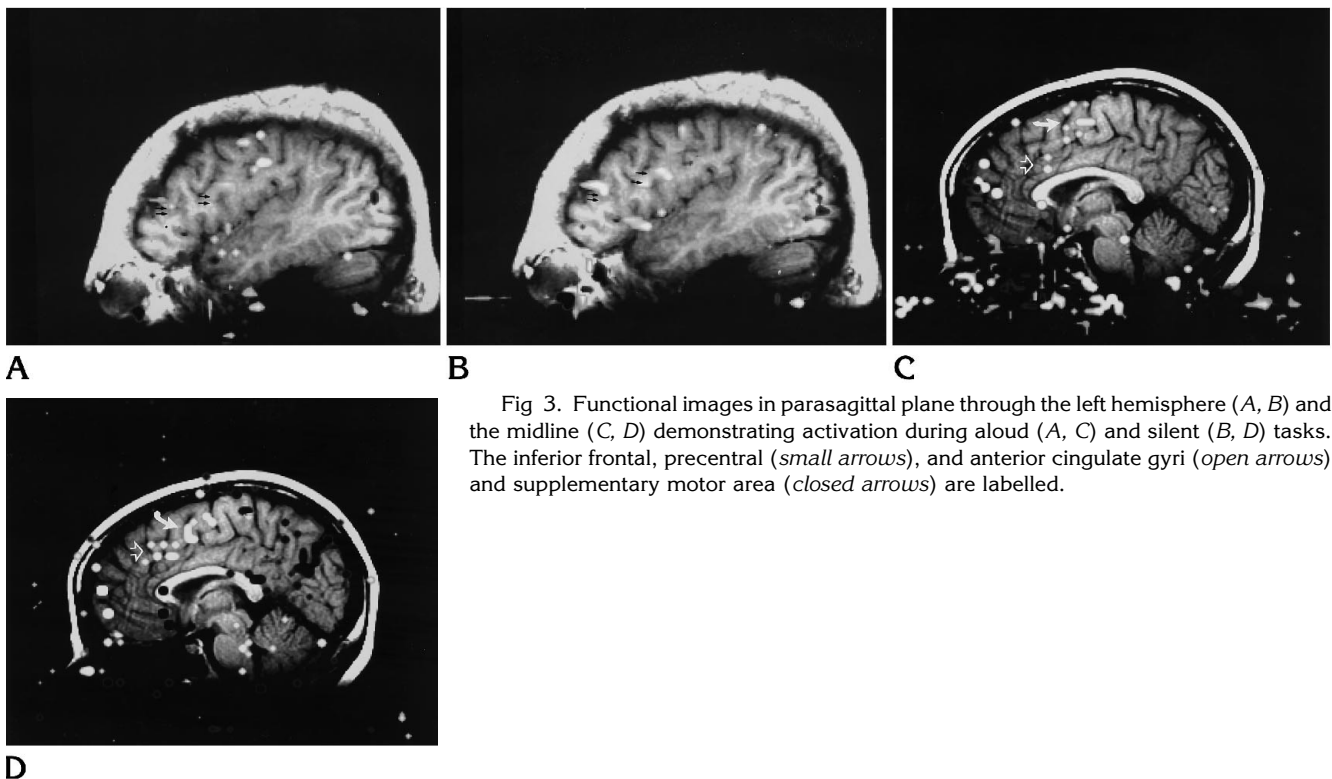 A
B
C
Fig 3. Functional images in parasagittal plane through the left hemisphere (A, B) and
the midline (C, D) demonstrating activation during aloud (A, C) and silent (B, D) tasks.
The inferior frontal, precentral (small arrows), and anterior cingulate gyri (open arrows)
and supplementary motor area (closed arrows) are labelled.
D